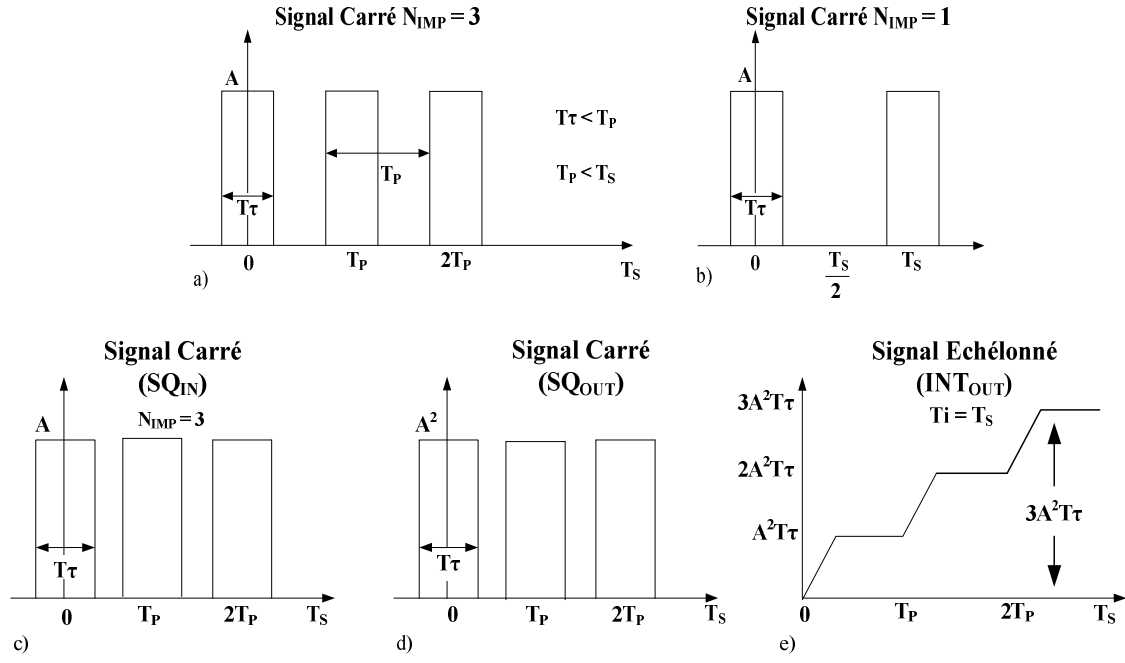 Signal Carré N_IMP = 3
A
Tτ < T_P
T_P
T_P < T_S
Tτ
0
T_P
2T_P
T_S
a)
Signal Carré N_IMP = 1
A
Tτ
0
T_S
2
T_S
b)
Signal Carré
(SQ_IN)
N_IMP = 3
A
Tτ
0
T_P
2T_P
T_S
c)
Signal Carré
(SQ_OUT)
A²
Tτ
0
T_P
2T_P
T_S
d)
Signal Echélonné
(INT_OUT)
Ti = T_S
3A²Tτ
2A²Tτ
A²Tτ
3A²Tτ
0
T_P
2T_P
T_S
e)